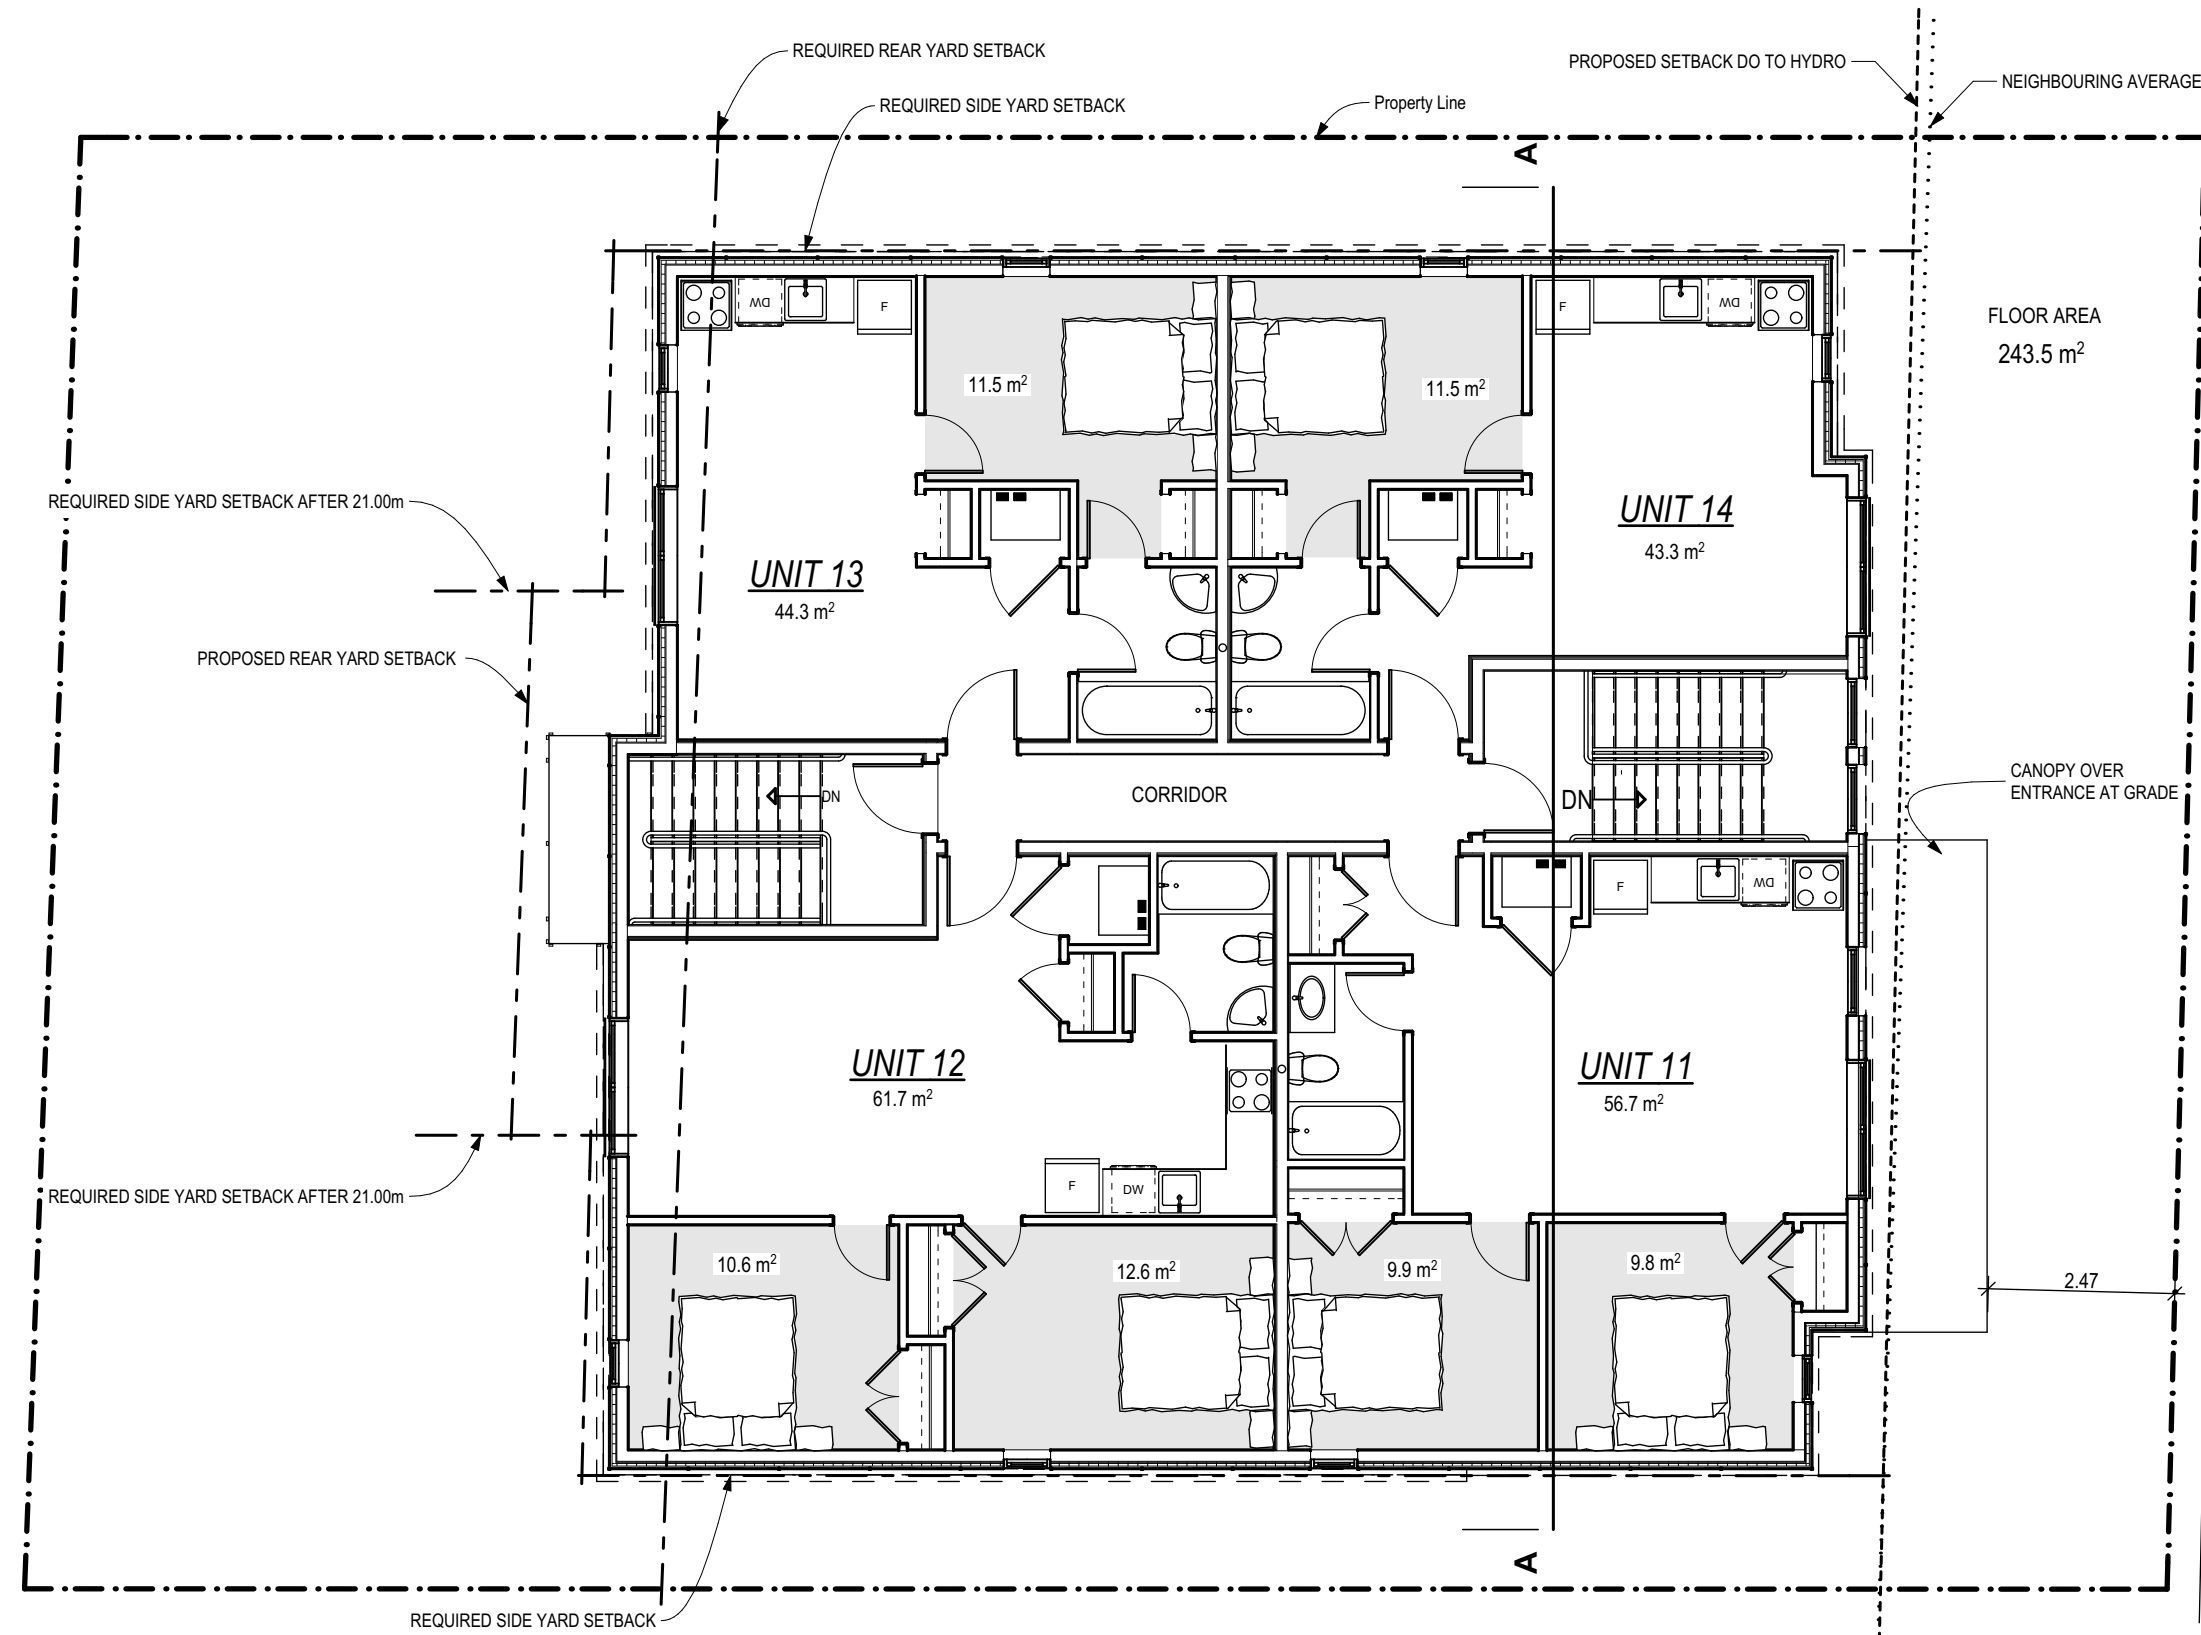 REQUIRED REAR YARD SETBACK
PROPOSED SETBACK DO TO HYDRO
NEIGHBOURING AVERAGE
REQUIRED SIDE YARD SETBACK
Property Line
A
FLOOR AREA
243.5 m²
DW
F
F
DW
11.5 m²
11.5 m²
REQUIRED SIDE YARD SETBACK AFTER 21.00m
UNIT 14
43.3 m²
UNIT 13
44.3 m²
PROPOSED REAR YARD SETBACK
CANOPY OVER
ENTRANCE AT GRADE
DN
CORRIDOR
DN
F
DW
UNIT 12
61.7 m²
UNIT 11
56.7 m²
REQUIRED SIDE YARD SETBACK AFTER 21.00m
F
DW
10.6 m²
12.6 m²
9.9 m²
9.8 m²
2.47
A
REQUIRED SIDE YARD SETBACK